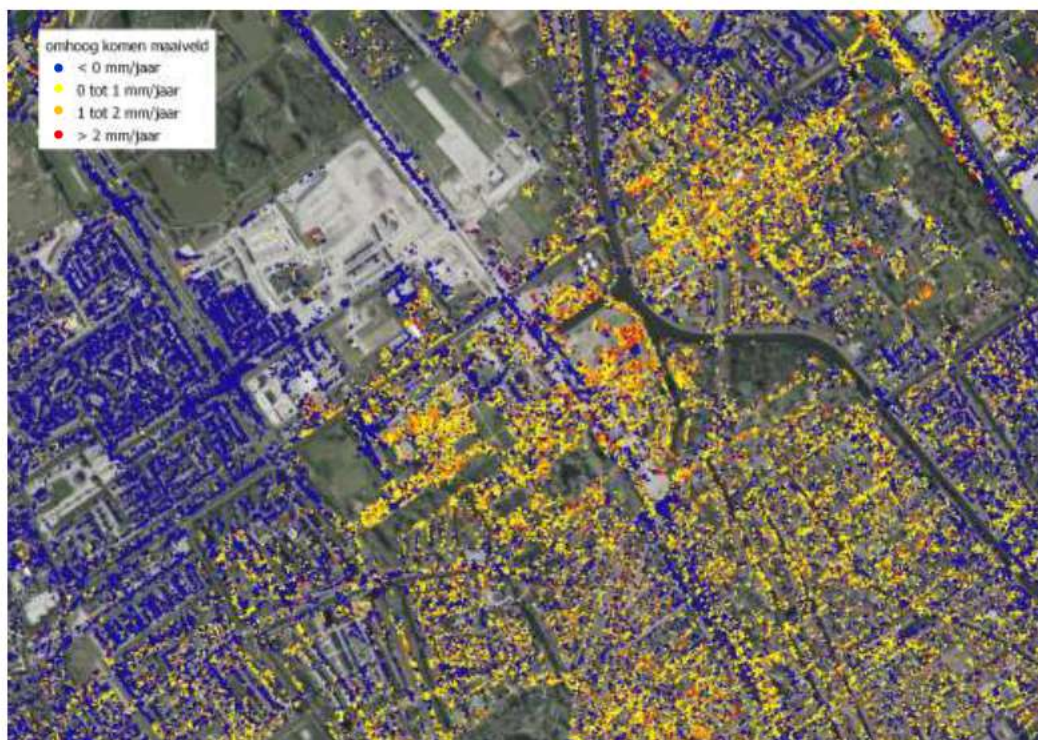 omhoog komen maaiveld
< 0 mm/jaar
0 tot 1 mm/jaar
1 tot 2 mm/jaar
> 2 mm/jaar